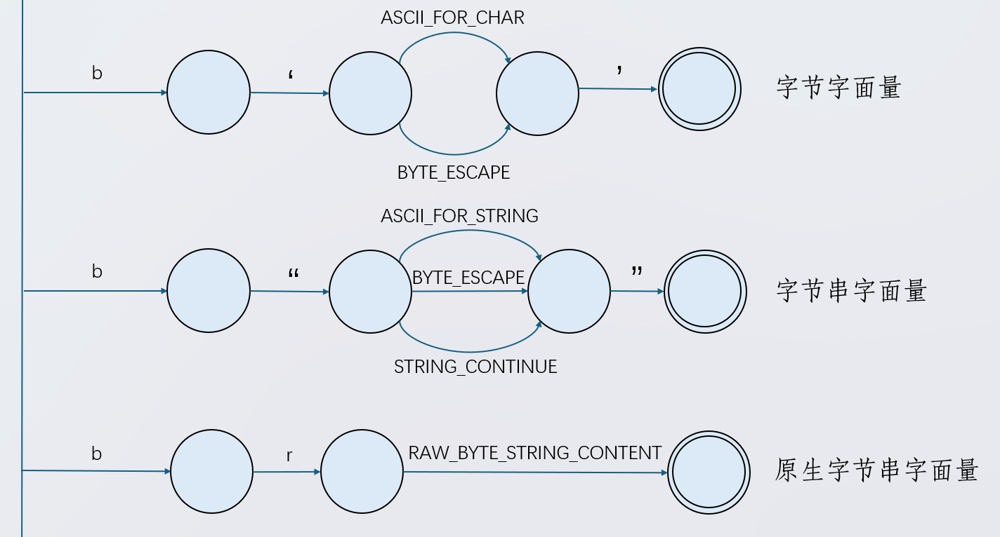 ASCII_FOR_CHAR
b ‘ ’ 字节字面量
BYTE_ESCAPE
ASCII_FOR_STRING
b “ BYTE_ESCAPE ” 字节串字面量
STRING_CONTINUE
b r RAW_BYTE_STRING_CONTENT 原生字节串字面量